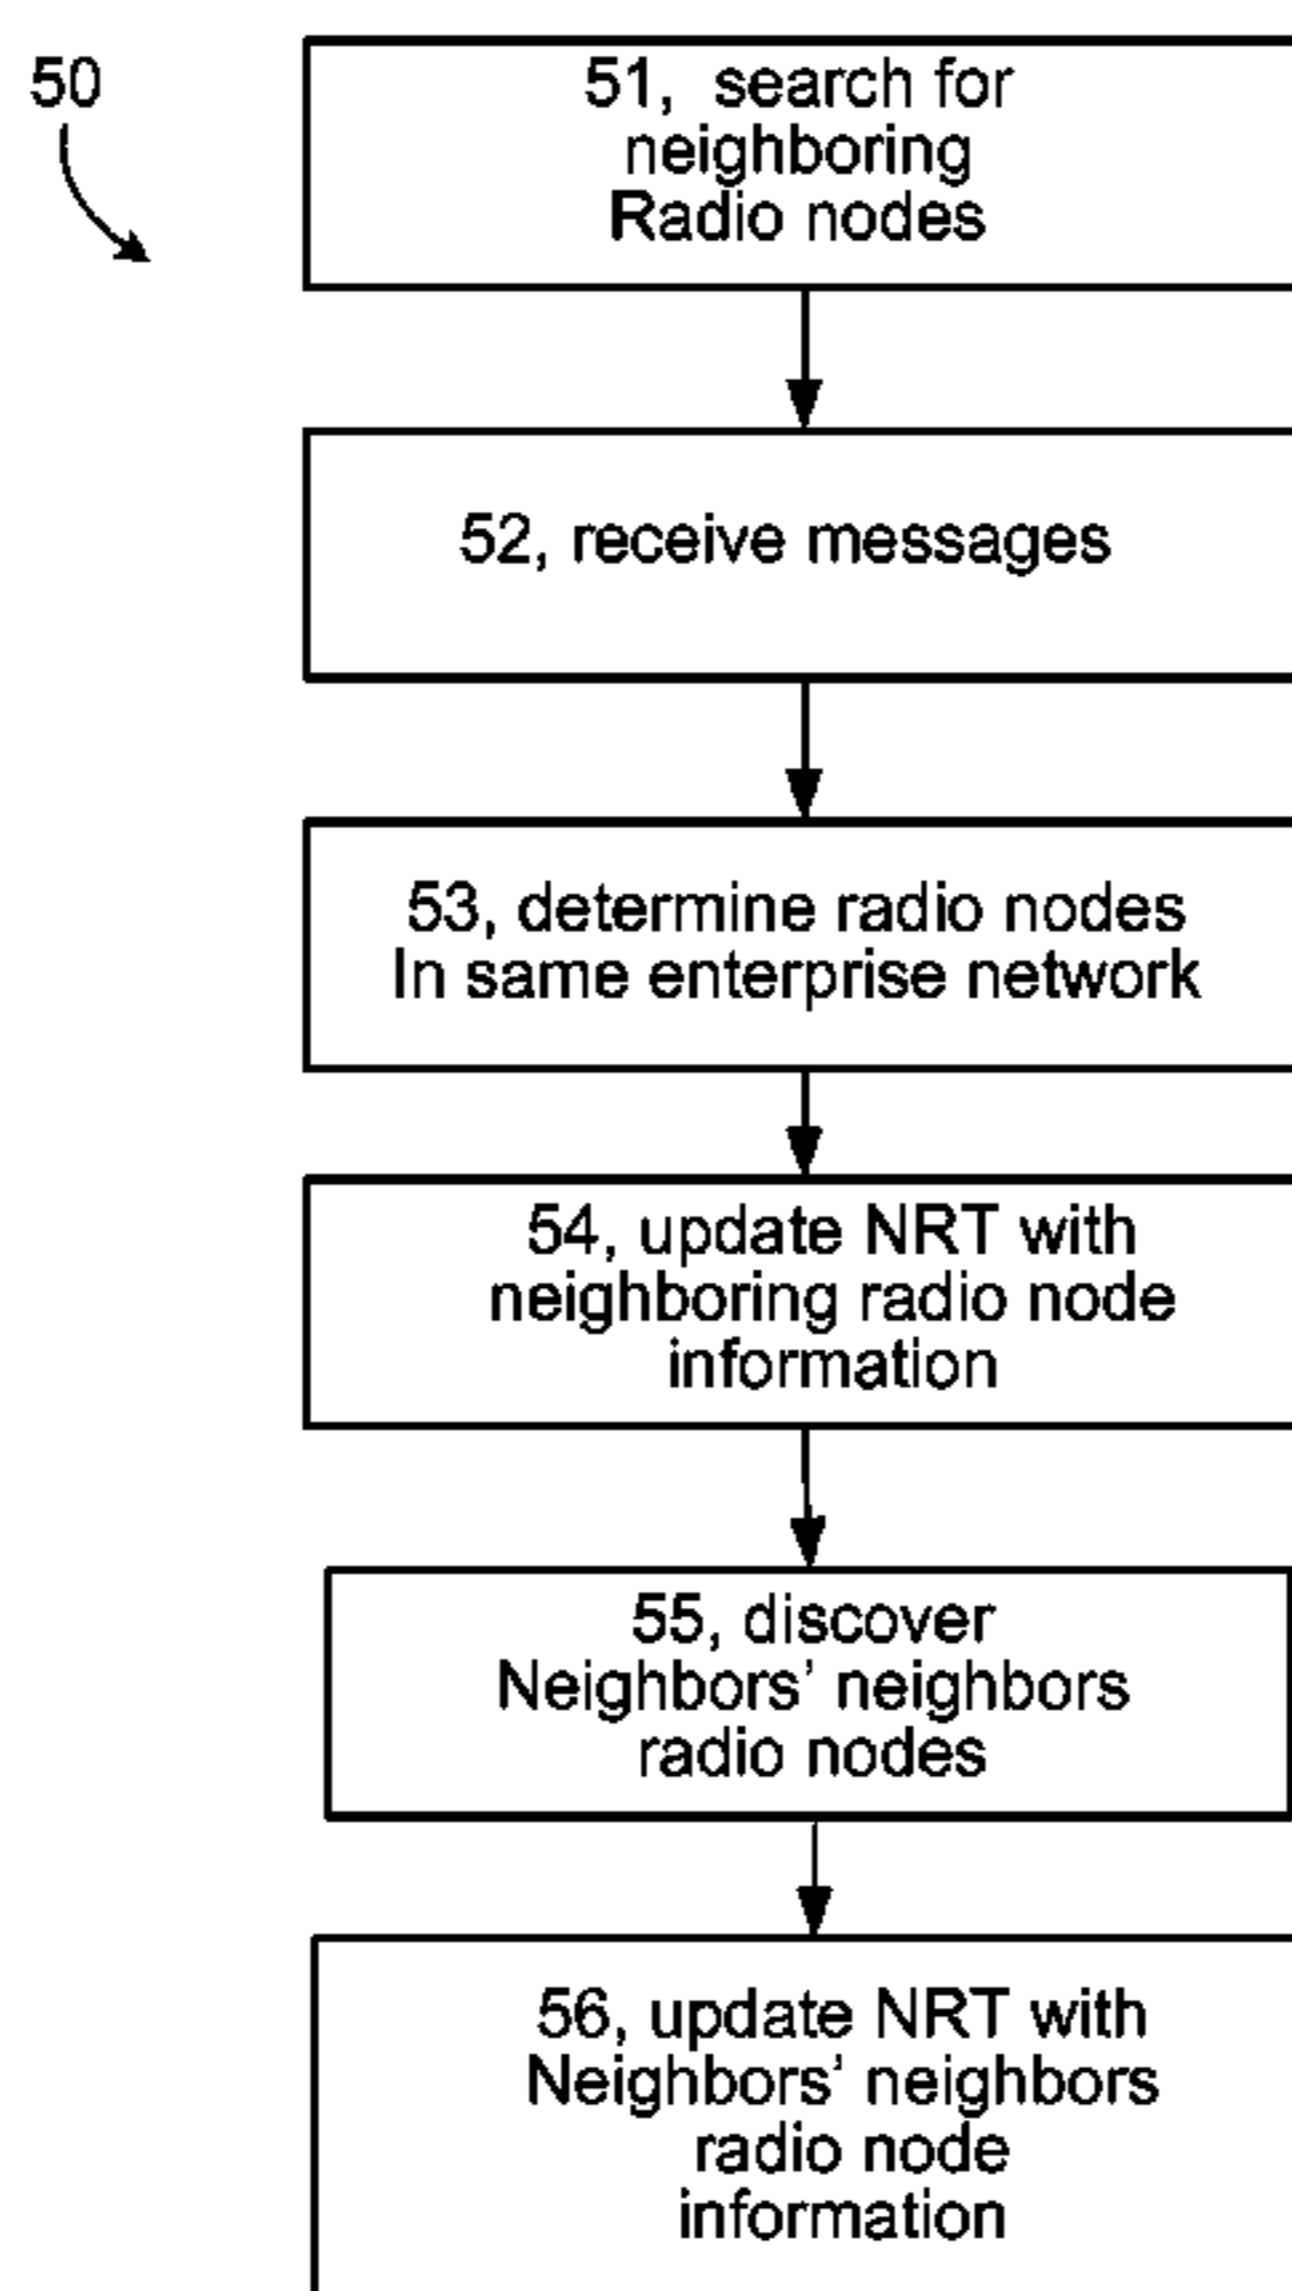 50
51, search for
neighboring
Radio nodes
52, receive messages
53, determine radio nodes
In same enterprise network
54, update NRT with
neighboring radio node
information
55, discover
Neighbors’ neighbors
radio nodes
56, update NRT with
Neighbors’ neighbors
radio node
information